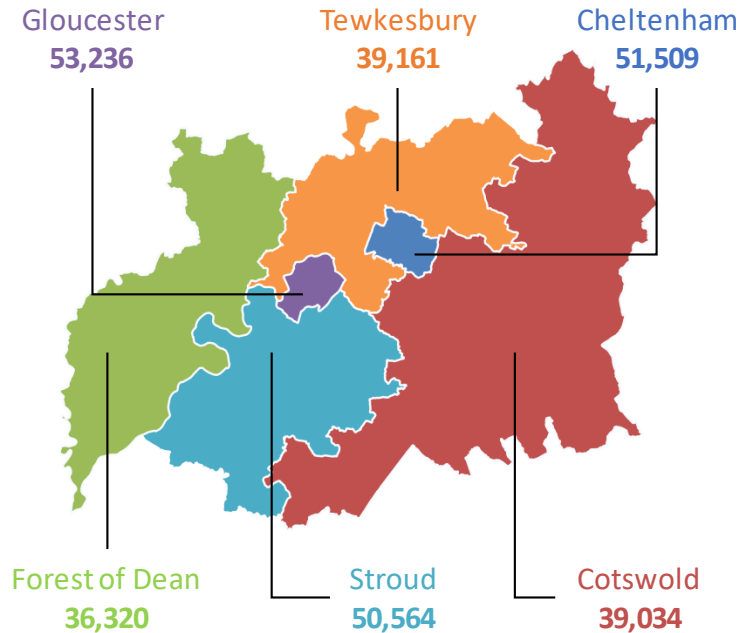 Gloucester
53,236
Tewkesbury
39,161
Cheltenham
51,509
Forest of Dean
36,320
Stroud
50,564
Cotswold
39,034